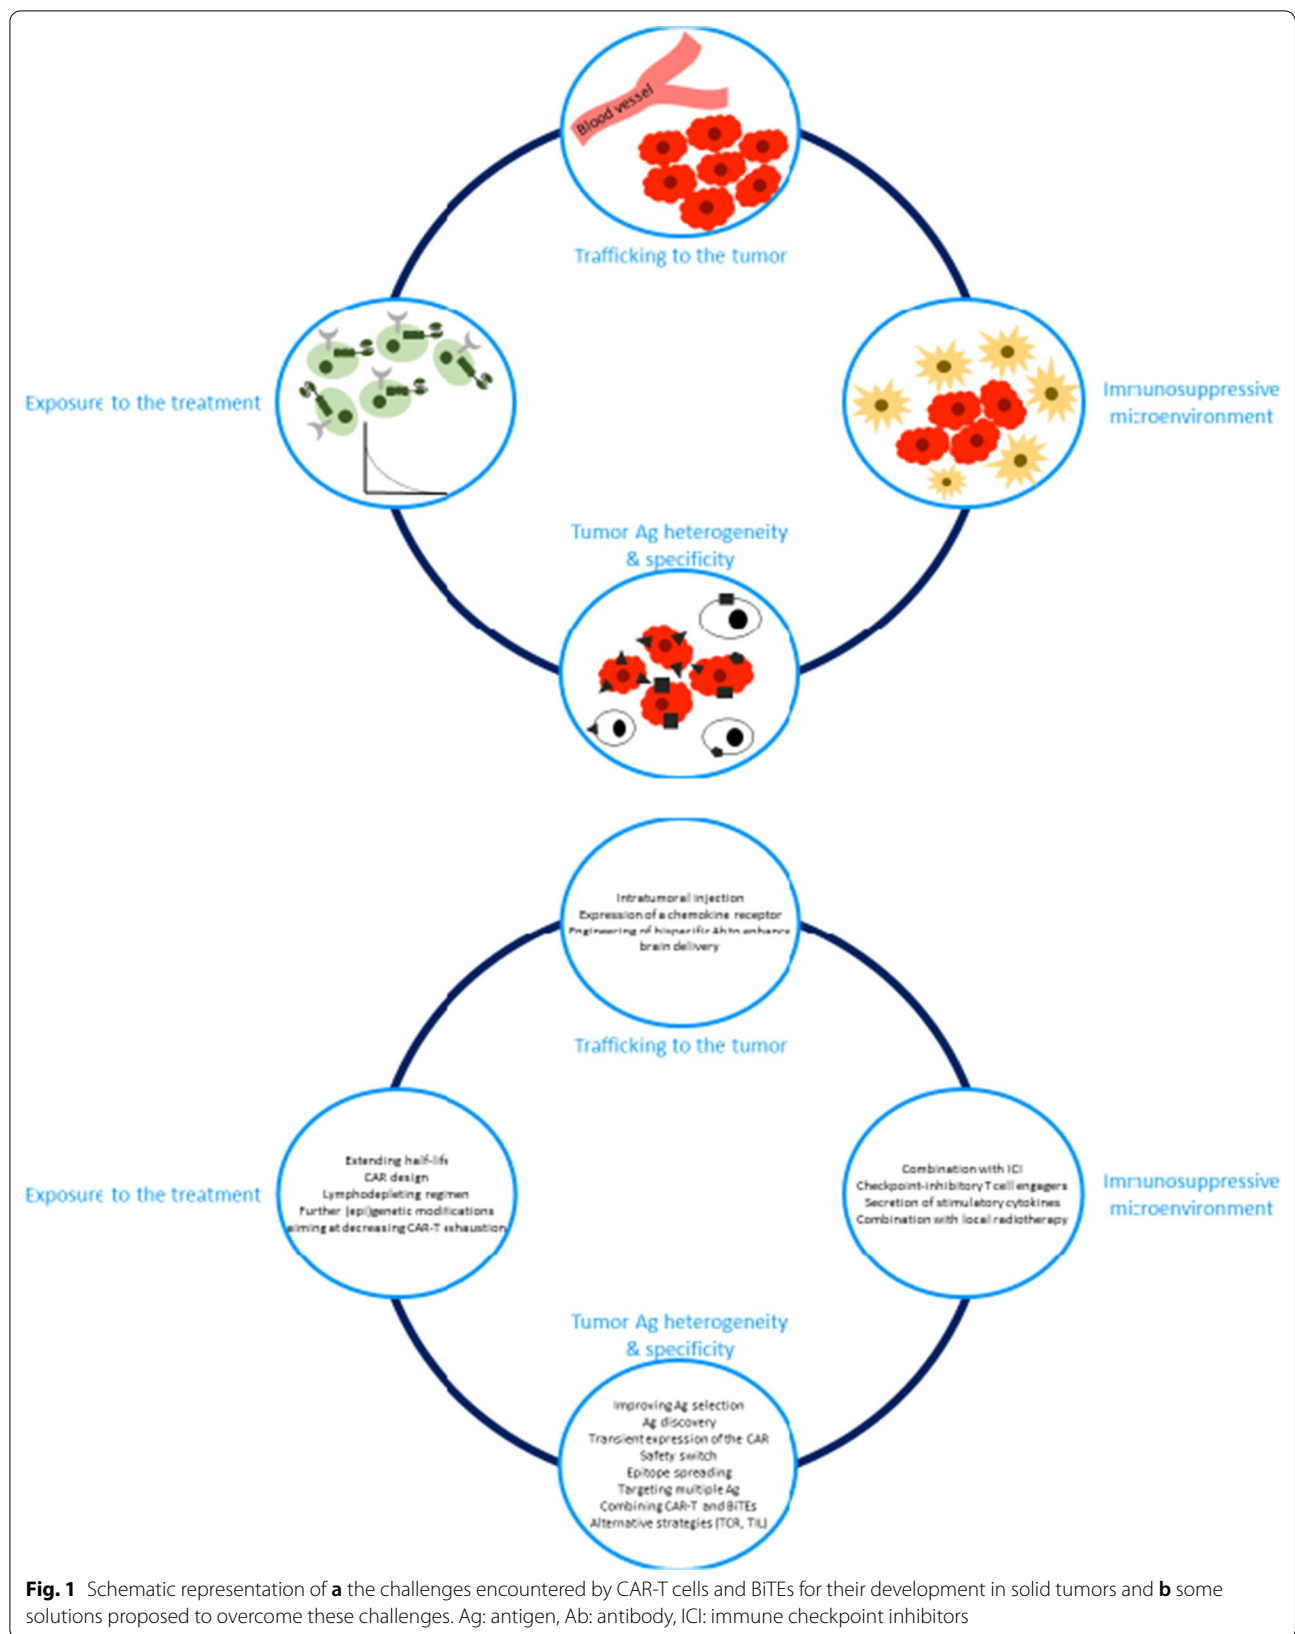 Blood vessel
Trafficking to the tumor
Exposure to the treatment
Immunosuppressive
microenvironment
Tumor Ag heterogeneity
& specificity
Intratumoral injection
Expression of a chemokine receptor
Engineering of bispecific Ab to enhance
brain delivery
Trafficking to the tumor
Extending half-life
CAR design
Lymphodepleting regimen
Further (epi)genetic modifications
aiming at decreasing CAR-T exhaustion
Exposure to the treatment
Combination with ICI
Checkpoint-inhibitory T cell engagers
Secretion of stimulatory cytokines
Combination with local radiotherapy
Immunosuppressive
microenvironment
Tumor Ag heterogeneity
& specificity
Improving Ag selection
Ag discovery
Transient expression of the CAR
Safety switch
Epitope spreading
Targeting multiple Ag
Combining CAR-T and BiTEs
Alternative strategies (TCR, TIL)
Fig. 1 Schematic representation of a the challenges encountered by CAR-T cells and BiTEs for their development in solid tumors and b some
solutions proposed to overcome these challenges. Ag: antigen, Ab: antibody, ICI: immune checkpoint inhibitors